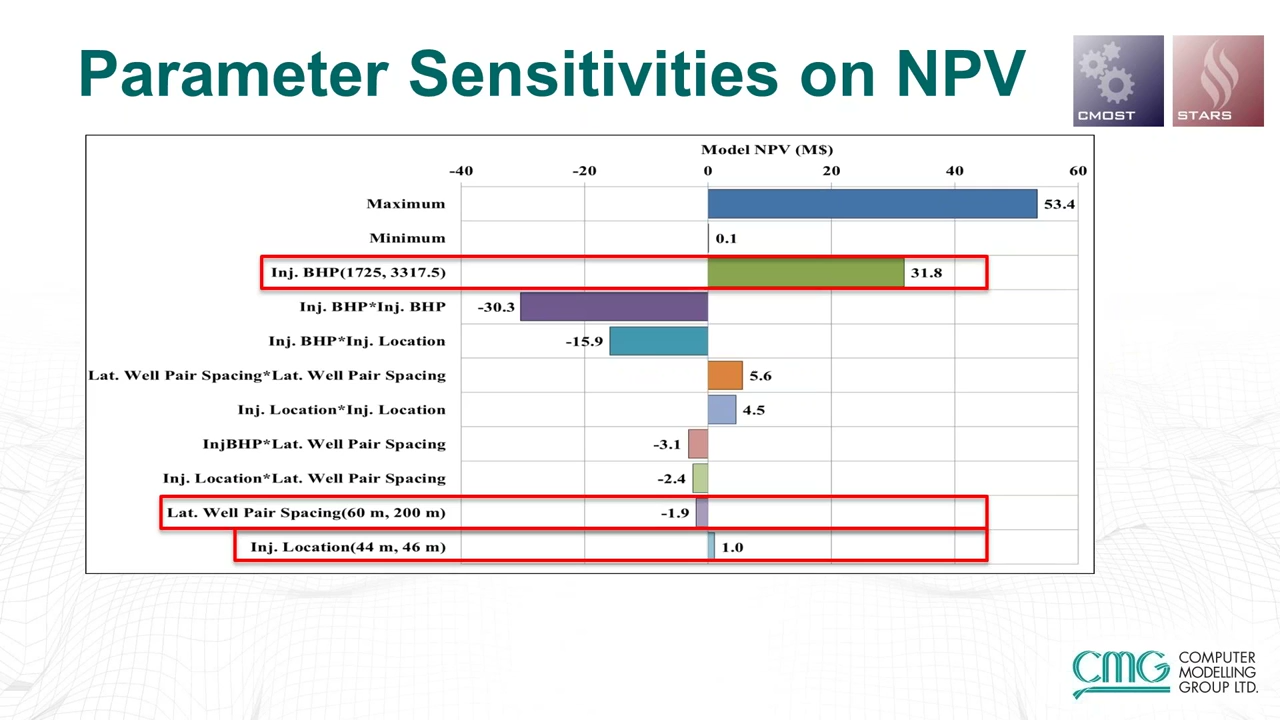 Parameter Sensitivities on NPV
CMOST
STARS
Model NPV (M$)
-40 -20 0 20 40 60
Maximum 53.4
Minimum 0.1
Inj. BHP(1725, 3317.5) 31.8
Inj. BHP*Inj. BHP -30.3
Inj. BHP*Inj. Location -15.9
Lat. Well Pair Spacing*Lat. Well Pair Spacing 5.6
Inj. Location*Inj. Location 4.5
InjBHP*Lat. Well Pair Spacing -3.1
Inj. Location*Lat. Well Pair Spacing -2.4
Lat. Well Pair Spacing(60 m, 200 m) -1.9
Inj. Location(44 m, 46 m) 1.0
CMG
COMPUTER
MODELLING
GROUP LTD.